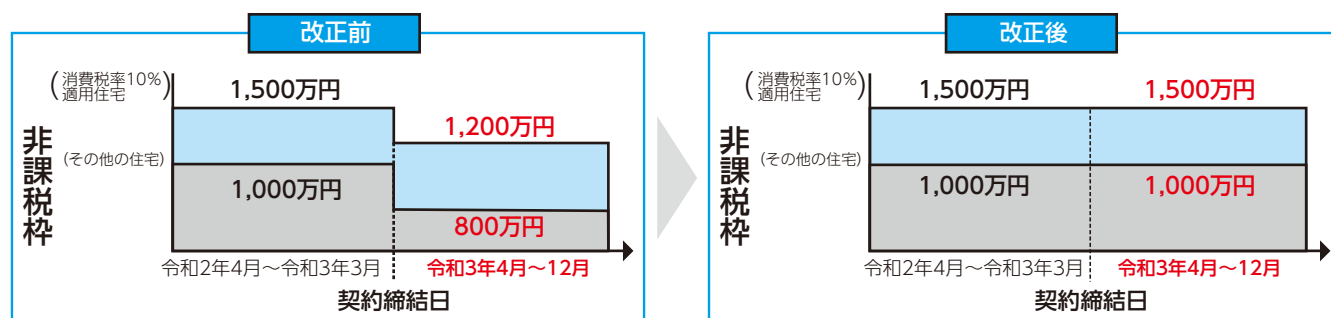 改正前
(消費税率10%
適用住宅)
1,500万円
1,200万円
非課税枠
(その他の住宅)
1,000万円
800万円
令和2年4月〜令和3年3月
令和3年4月〜12月
契約締結日
改正後
(消費税率10%
適用住宅)
1,500万円
1,500万円
非課税枠
(その他の住宅)
1,000万円
1,000万円
令和2年4月〜令和3年3月
令和3年4月〜12月
契約締結日